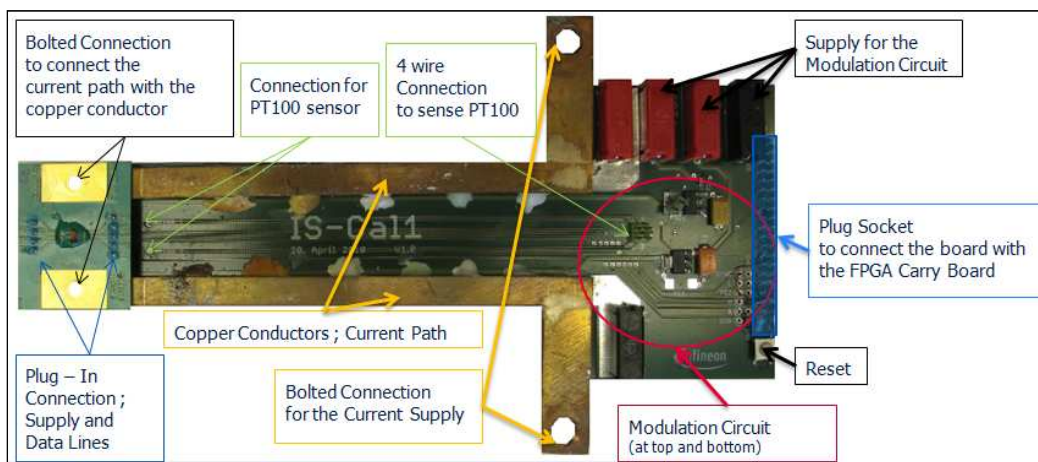 Bolted Connection
to connect the
current path with the
copper conductor
Connection for
PT100 sensor
4 wire
Connection
to sense PT100
Supply for the
Modulation Circuit
IS-Cal1
V1.0
Plug Socket
to connect the board with
the FPGA Carry Board
Copper Conductors ; Current Path
Infineon
Reset
Plug – In
Connection ;
Supply and
Data Lines
Bolted Connection
for the Current Supply
Modulation Circuit
(at top and bottom)